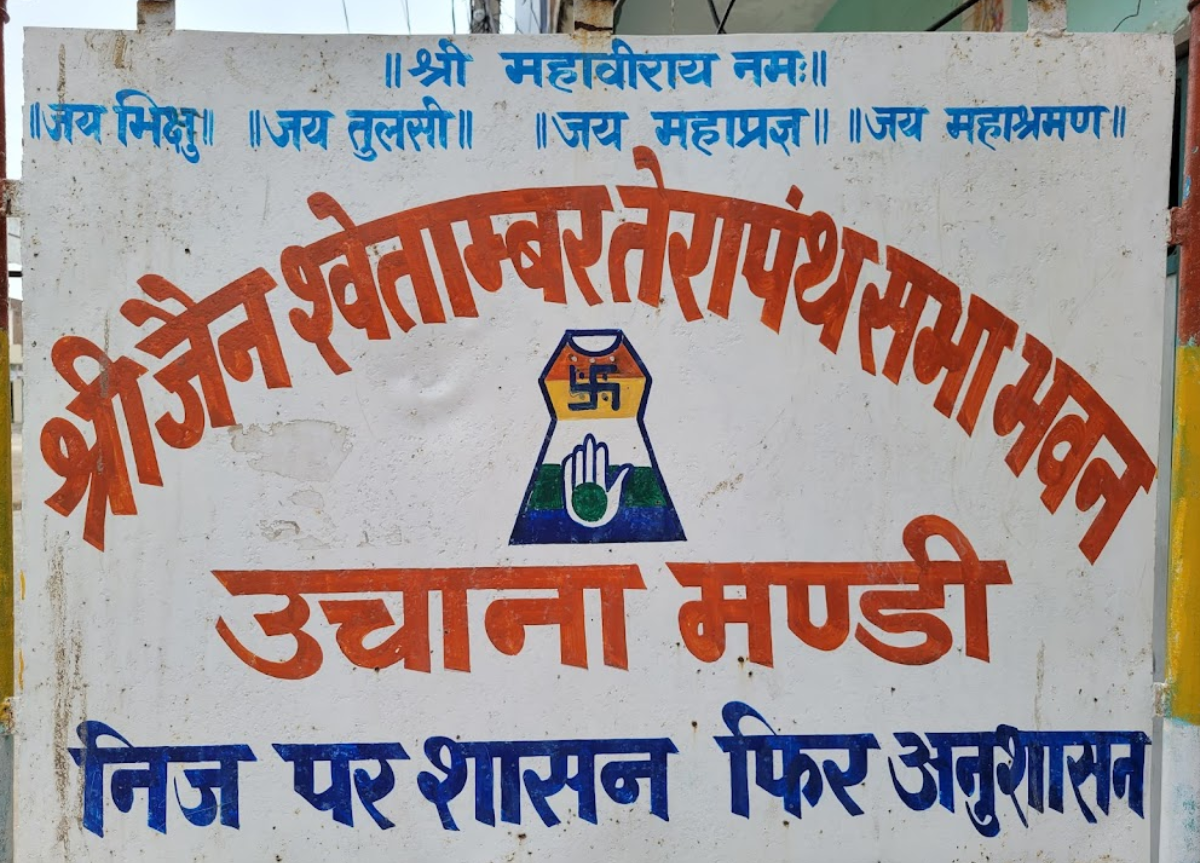 ॥श्री महावीराय नमः॥
॥जय भिक्षु॥ ॥जय तुलसी॥ ॥जय महाप्रज्ञ॥ ॥जय महाश्रमण॥
श्री जैन श्वेताम्बर तेरापंथ सभा भवन
उचाना मण्डी
निज पर शासन फिर अनुशासन